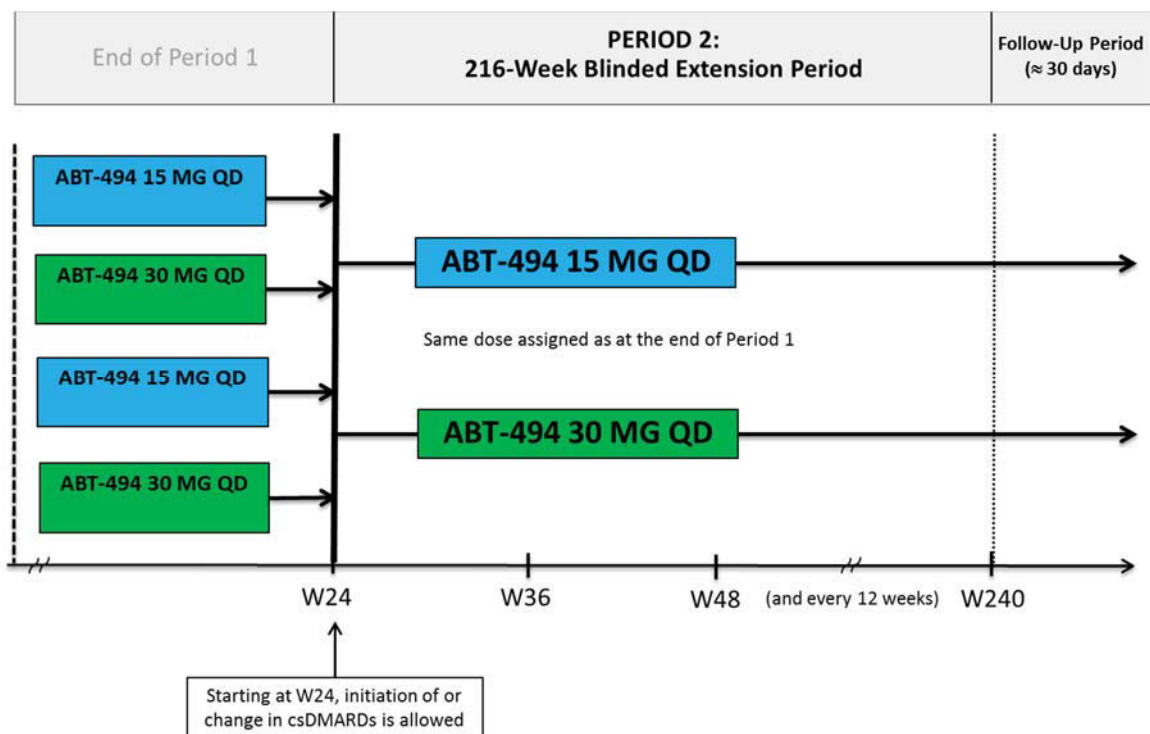 End of Period 1
PERIOD 2:
216-Week Blinded Extension Period
Follow-Up Period
(≈ 30 days)
ABT-494 15 MG QD
ABT-494 30 MG QD
ABT-494 15 MG QD
ABT-494 30 MG QD
ABT-494 15 MG QD
Same dose assigned as at the end of Period 1
ABT-494 30 MG QD
W24
W36
W48
(and every 12 weeks)
W240
Starting at W24, initiation of or
change in csDMARDs is allowed